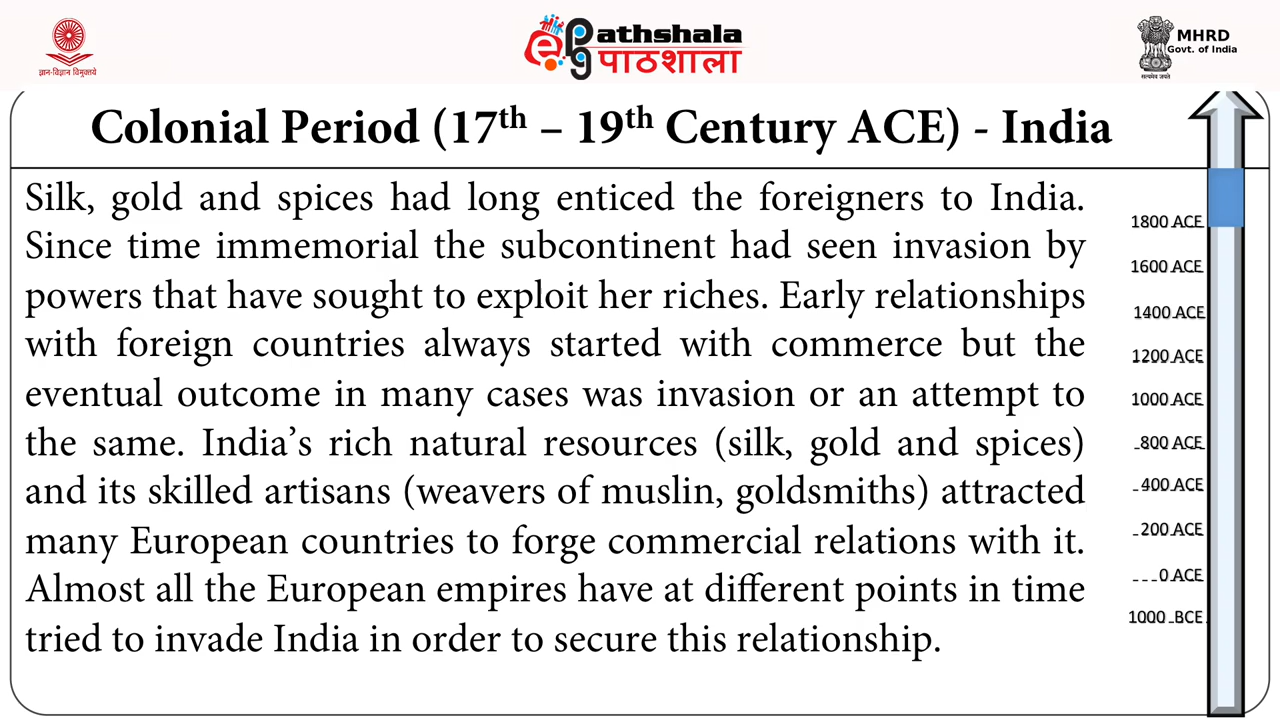 ज्ञान-विज्ञान विमुक्तये
e Pathshala
पाठशाला
MHRD
Govt. of India
सत्यमेव जयते
Colonial Period (17th – 19th Century ACE) - India
Silk, gold and spices had long enticed the foreigners to India.
Since time immemorial the subcontinent had seen invasion by
powers that have sought to exploit her riches. Early relationships
with foreign countries always started with commerce but the
eventual outcome in many cases was invasion or an attempt to
the same. India’s rich natural resources (silk, gold and spices)
and its skilled artisans (weavers of muslin, goldsmiths) attracted
many European countries to forge commercial relations with it.
Almost all the European empires have at different points in time
tried to invade India in order to secure this relationship.
1800 ACE
1600 ACE
1400 ACE
1200 ACE
1000 ACE
800 ACE
400 ACE
200 ACE
0 ACE
1000 BCE